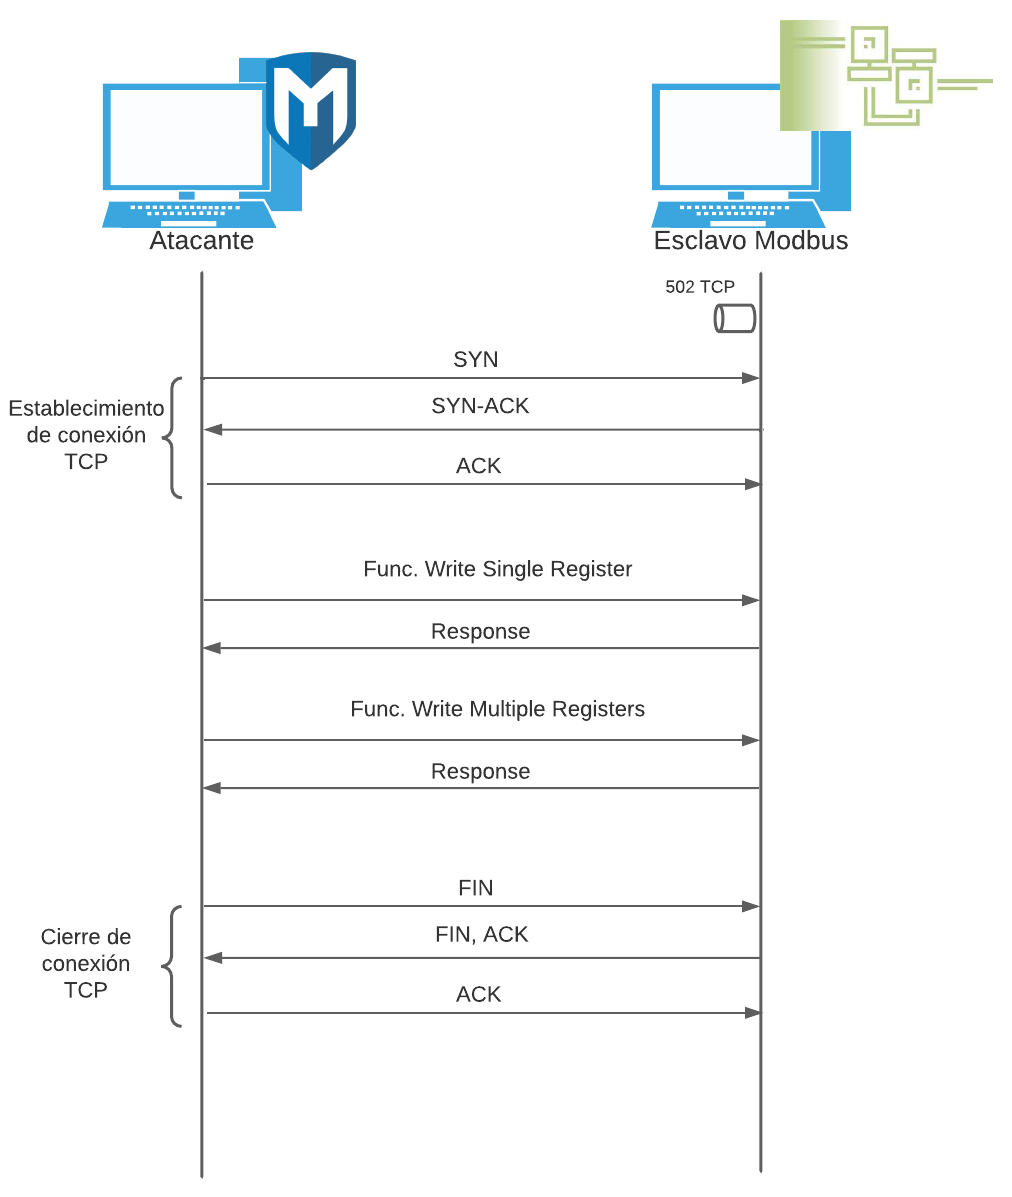 Atacante
Esclavo Modbus
502 TCP
SYN
SYN-ACK
Establecimiento
de conexión
TCP
ACK
Func. Write Single Register
Response
Func. Write Multiple Registers
Response
FIN
FIN, ACK
Cierre de
conexión
TCP
ACK